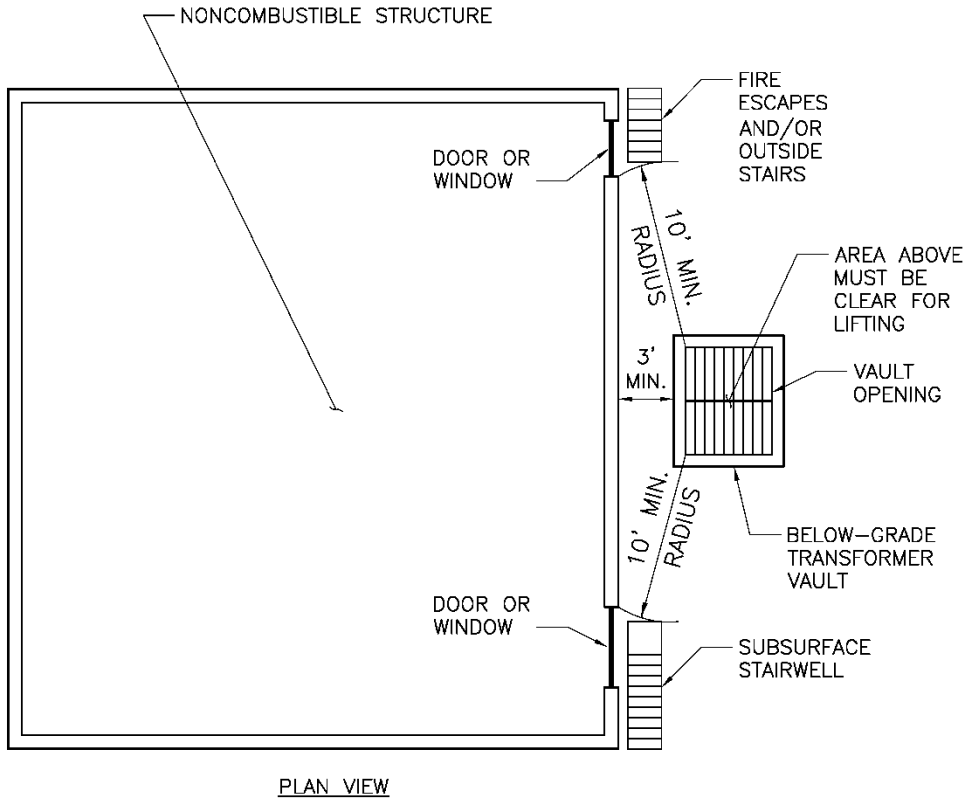 NONCOMBUSTIBLE STRUCTURE
FIRE
ESCAPES
AND/OR
OUTSIDE
STAIRS
DOOR OR
WINDOW
10' MIN.
RADIUS
AREA ABOVE
MUST BE
CLEAR FOR
LIFTING
3'
MIN.
VAULT
OPENING
10' MIN.
RADIUS
BELOW-GRADE
TRANSFORMER
VAULT
DOOR OR
WINDOW
SUBSURFACE
STAIRWELL
PLAN VIEW